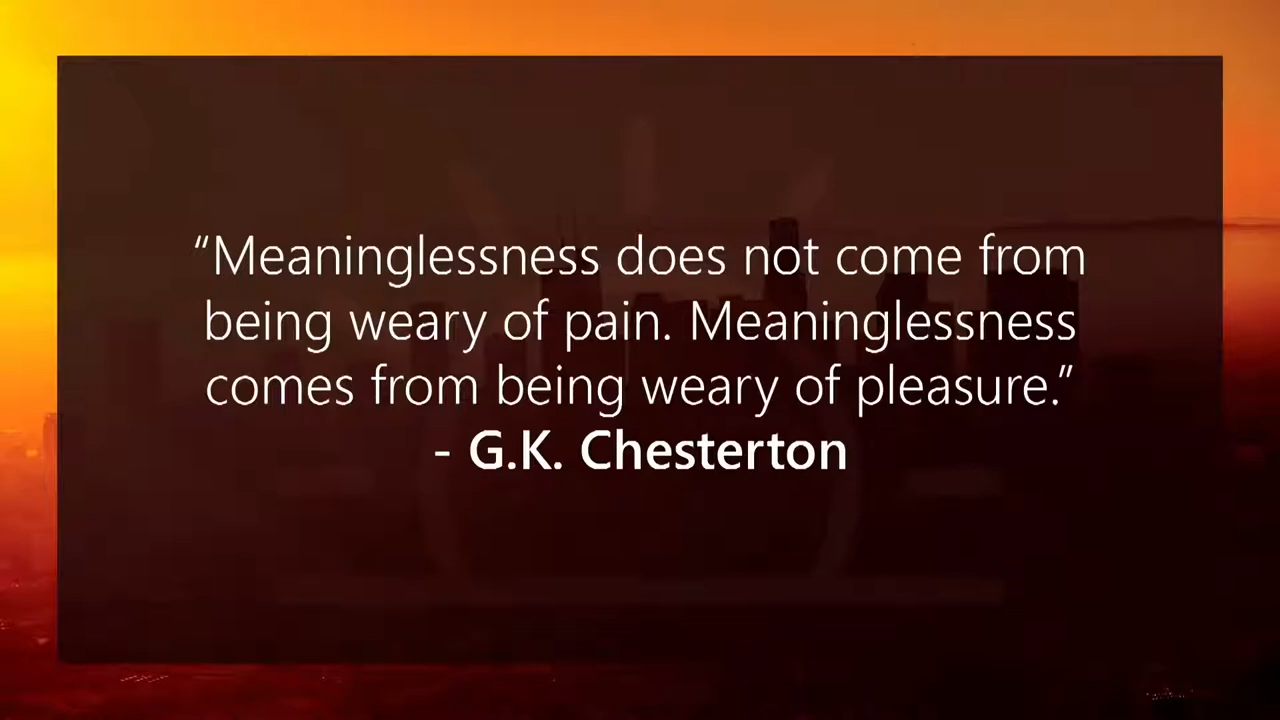 “Meaninglessness does not come from
being weary of pain. Meaninglessness
comes from being weary of pleasure.”
- G.K. Chesterton